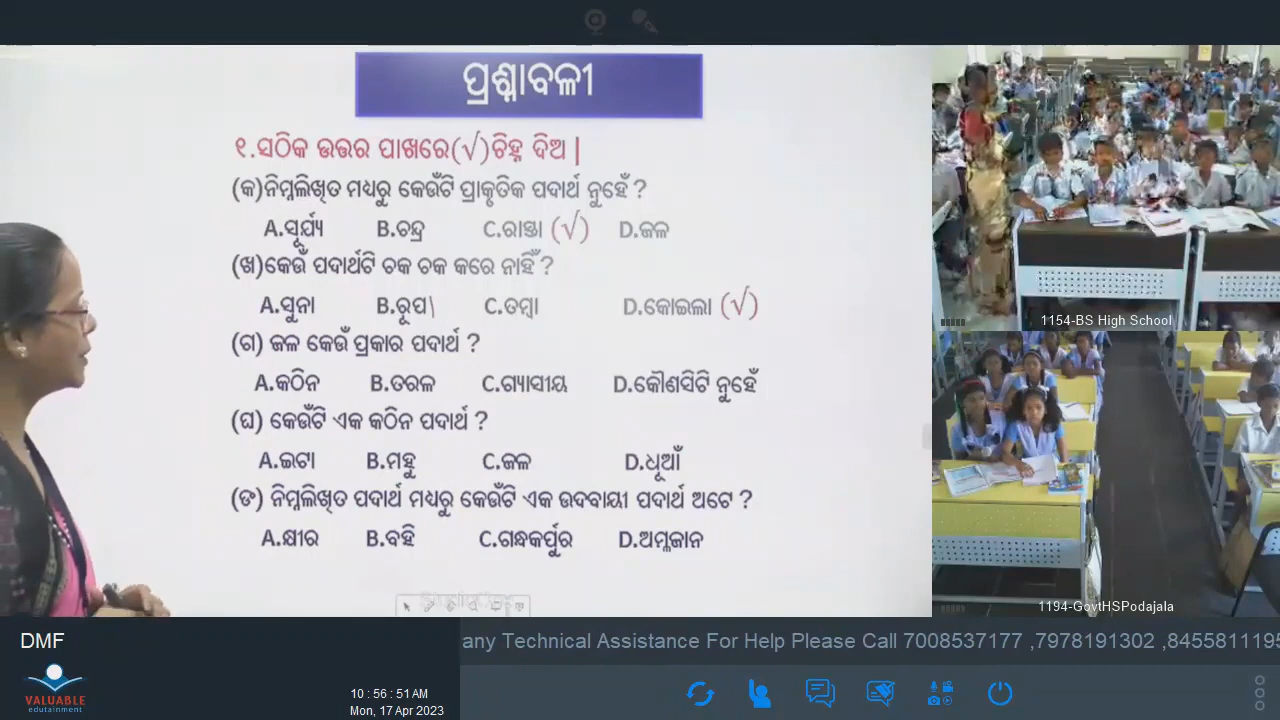 ପ୍ରଶ୍ନାବଳୀ
୧.ସଠିକ ଉତ୍ତର ପାଖରେ(√)ଚିହ୍ନ ଦିଅ |
(କ)ନିମ୍ନଲିଖିତ ମଧ୍ୟରୁ କେଉଁଟି ପ୍ରାକୃତିକ ପଦାର୍ଥ ନୁହେଁ ?
A.ସୂର୍ଯ୍ୟ B.ଚନ୍ଦ୍ର C.ରାସ୍ତା (√) D.ଜଳ
(ଖ)କେଉଁ ପଦାର୍ଥଟି ଚକ ଚକ କରେ ନାହିଁ ?
A.ସୁନା B.ରୂପା C.ତମ୍ବା D.କୋଇଲା (√)
(ଗ) ଜଳ କେଉଁ ପ୍ରକାର ପଦାର୍ଥ ?
A.କଠିନ B.ତରଳ C.ଗ୍ୟାସୀୟ D.କୌଣସିଟି ନୁହେଁ
(ଘ) କେଉଁଟି ଏକ କଠିନ ପଦାର୍ଥ ?
A.ଇଟା B.ମହୁ C.ଜଳ D.ଧୂଆଁ
(ଙ) ନିମ୍ନଲିଖିତ ପଦାର୍ଥ ମଧ୍ୟରୁ କେଉଁଟି ଏକ ଉଦବାୟୀ ପଦାର୍ଥ ଅଟେ ?
A.କ୍ଷୀର B.ବହି C.ଗନ୍ଧକର୍ପୁର D.ଅମ୍ଳଜାନ
1154-BS High School
1194-GovtHSPodajala
DMF
any Technical Assistance For Help Please Call 7008537177 ,7978191302 ,8455811195
VALUABLE
edutainment
10 : 56 : 51 AM
Mon, 17 Apr 2023